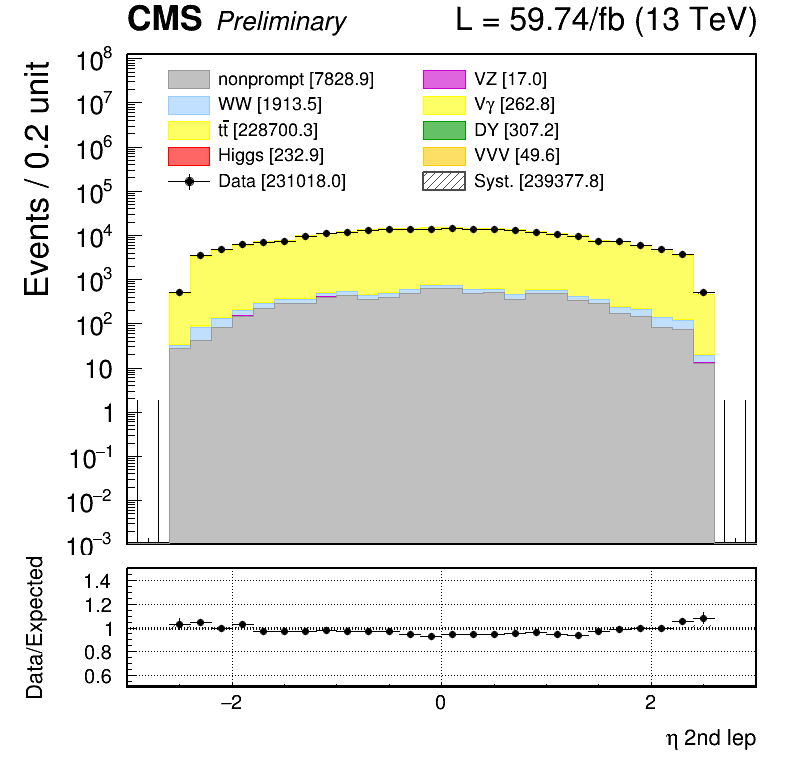 CMS Preliminary L = 59.74/fb (13 TeV)
Events / 0.2 unit
10⁸
10⁷
10⁶
10⁵
10⁴
10³
10²
10
1
10⁻¹
10⁻²
10⁻³
nonprompt [7828.9]
WW [1913.5]
tt̄ [228700.3]
Higgs [232.9]
Data [231018.0]
VZ [17.0]
Vγ [262.8]
DY [307.2]
VVV [49.6]
Syst. [239377.8]
Data/Expected
1.4
1.2
1
0.8
0.6
−2 0 2
η 2nd lep